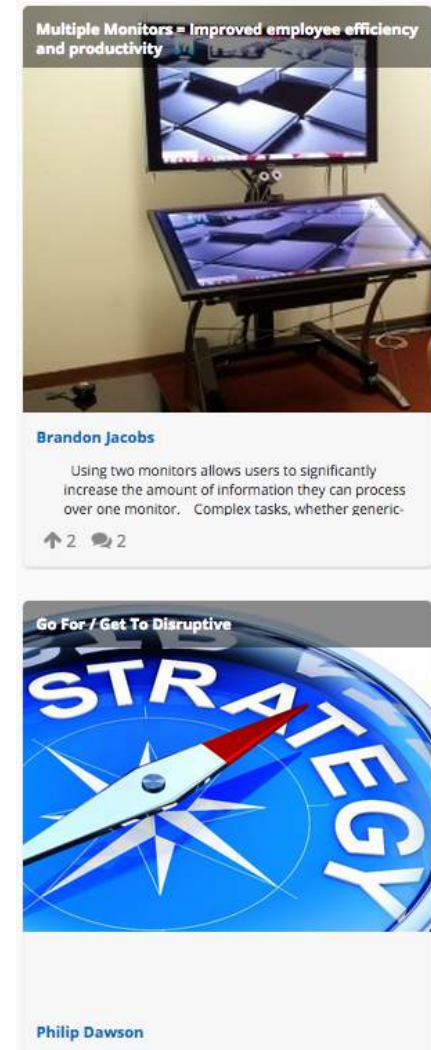 Multiple Monitors = Improved employee efficiency
and productivity
Brandon Jacobs
Using two monitors allows users to significantly
increase the amount of information they can process
over one monitor. Complex tasks, whether generic-
2 2
Go For / Get To Disruptive
STRATEGY
Philip Dawson